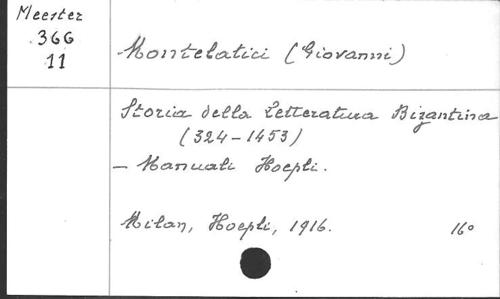 Meester
366
11
Montelatici (Giovanni)
Storia della Letteratura Bizantina
(324-1453)
- Manuali Hoepli.
Milan, Hoepli, 1916. 16°